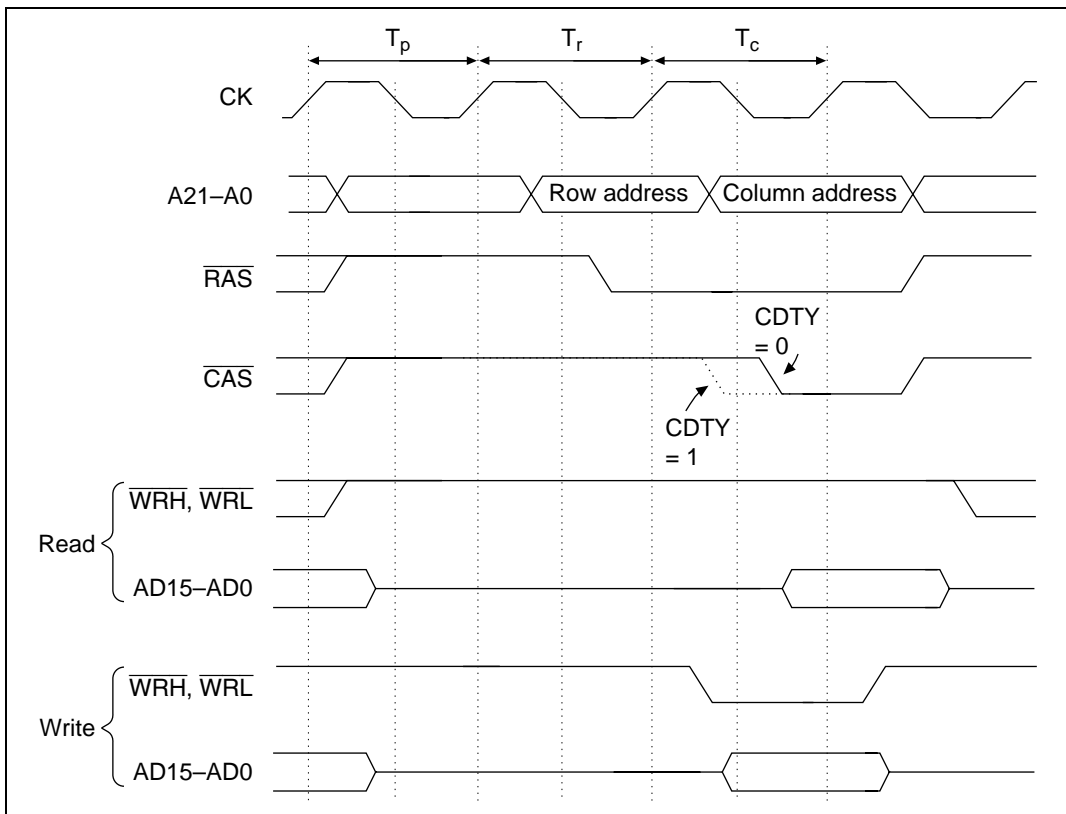 Tp Tr Tc
CK
A21–A0 Row address Column address
RAS
CDTY
= 0
CAS
CDTY
= 1
WRH, WRL
Read
AD15–AD0
WRH, WRL
Write
AD15–AD0